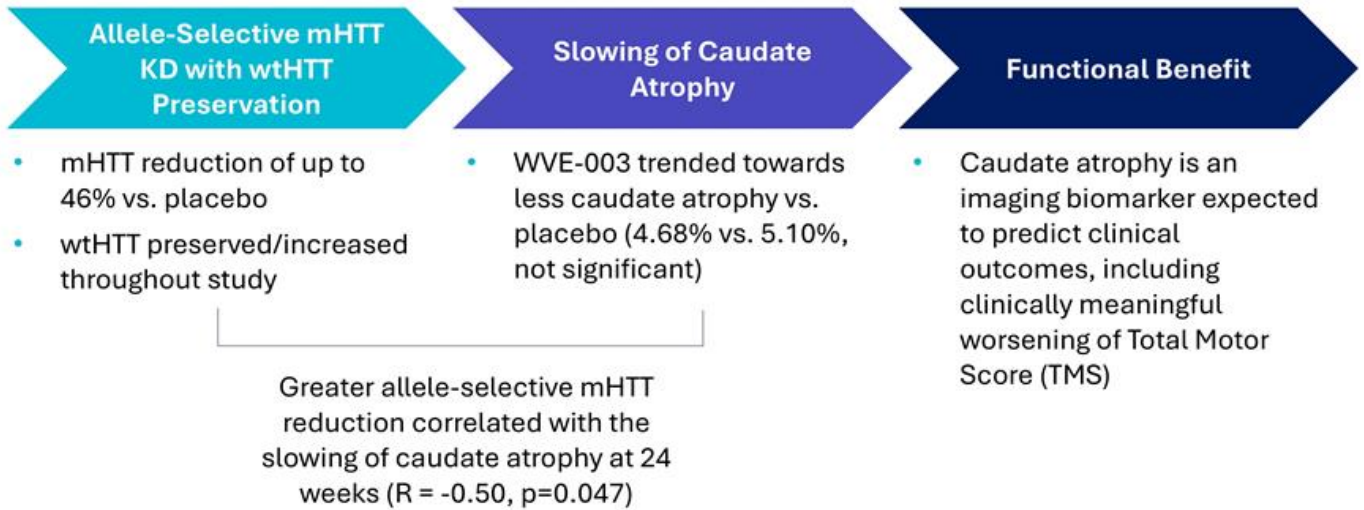 Allele-Selective mHTT
KD with wtHTT
Preservation
Slowing of Caudate
Atrophy
Functional Benefit
• mHTT reduction of up to
46% vs. placebo
• wtHTT preserved/increased
throughout study
• WVE-003 trended towards
less caudate atrophy vs.
placebo (4.68% vs. 5.10%,
not significant)
• Caudate atrophy is an
imaging biomarker expected
to predict clinical
outcomes, including
clinically meaningful
worsening of Total Motor
Score (TMS)
Greater allele-selective mHTT
reduction correlated with the
slowing of caudate atrophy at 24
weeks (R = -0.50, p=0.047)